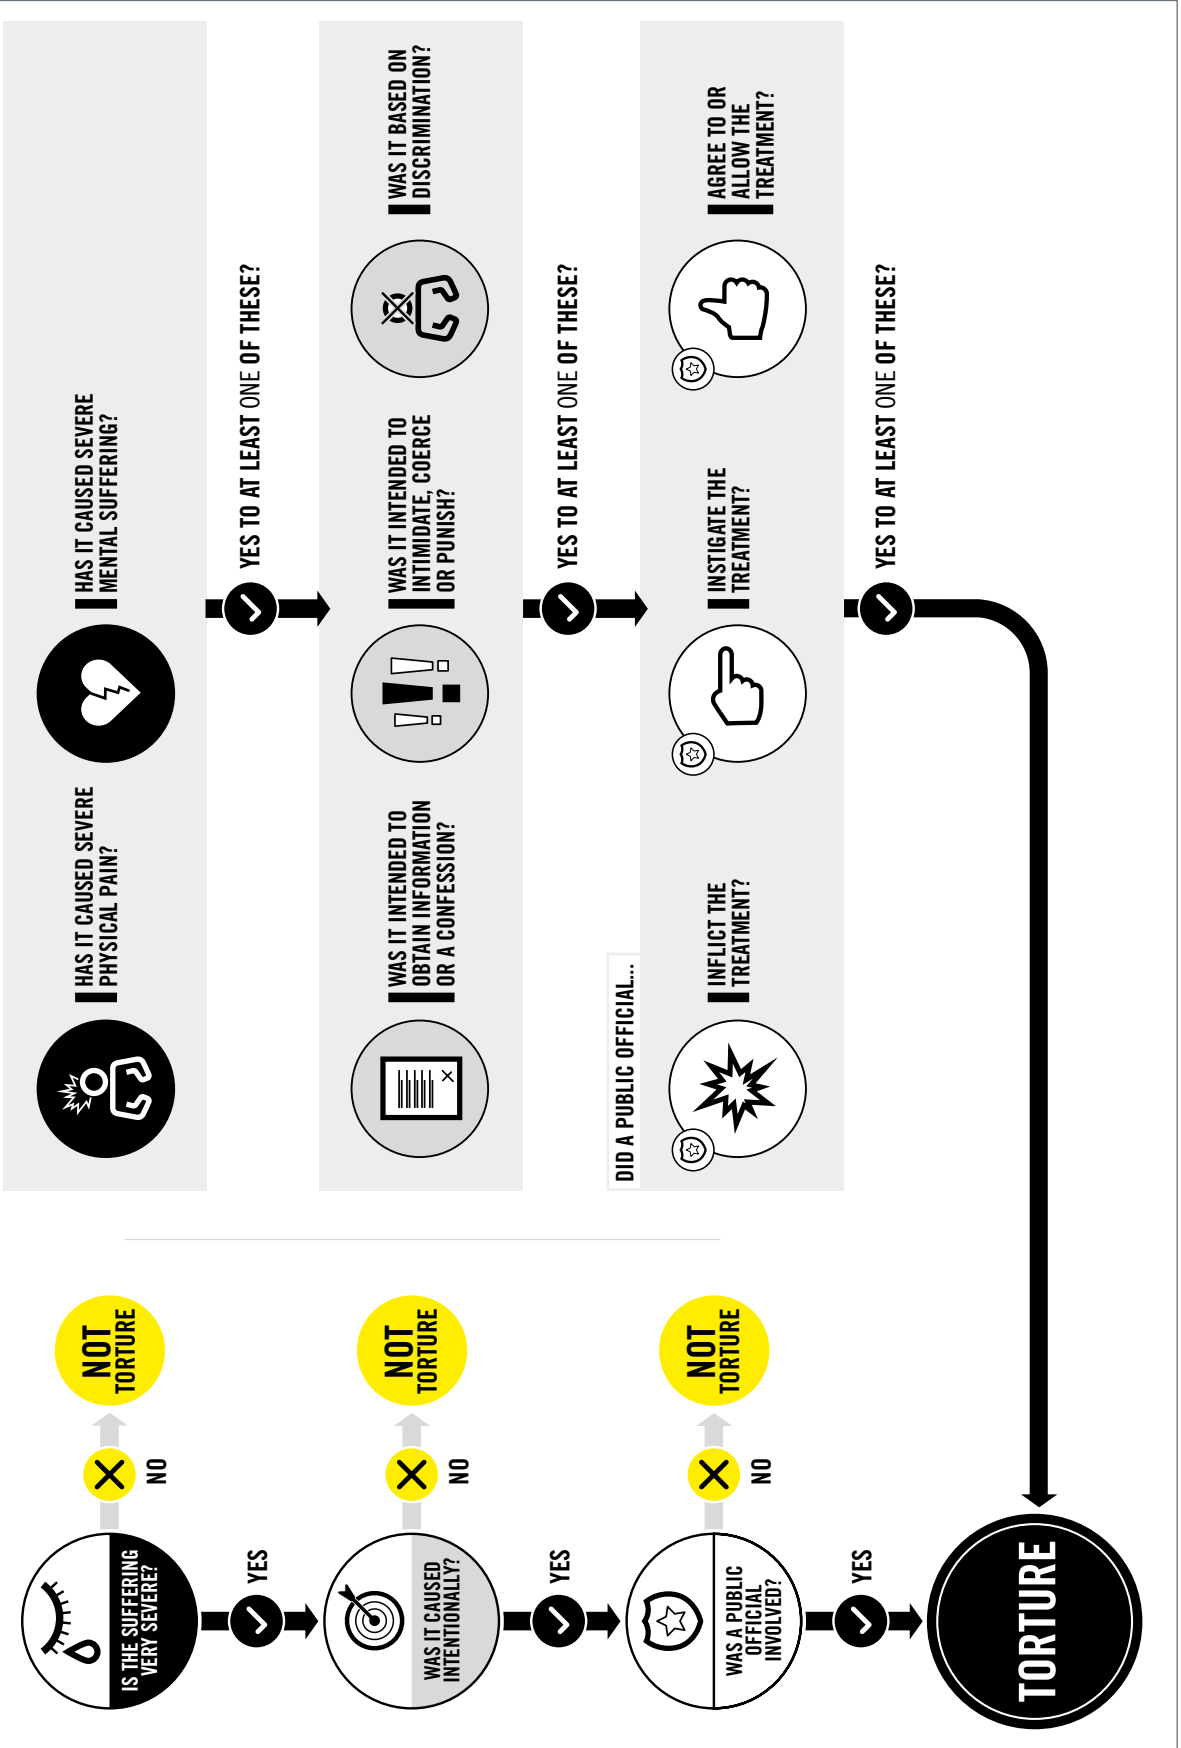 IS THE SUFFERING
VERY SEVERE?
NO
NOT
TORTURE
YES
WAS IT CAUSED
INTENTIONALLY?
NO
NOT
TORTURE
YES
WAS A PUBLIC
OFFICIAL
INVOLVED?
NO
NOT
TORTURE
YES
TORTURE
HAS IT CAUSED SEVERE
PHYSICAL PAIN?
HAS IT CAUSED SEVERE
MENTAL SUFFERING?
YES TO AT LEAST ONE OF THESE?
WAS IT INTENDED TO
OBTAIN INFORMATION
OR A CONFESSION?
WAS IT INTENDED TO
INTIMIDATE, COERCE
OR PUNISH?
WAS IT BASED ON
DISCRIMINATION?
YES TO AT LEAST ONE OF THESE?
DID A PUBLIC OFFICIAL...
INFLICT THE
TREATMENT?
INSTIGATE THE
TREATMENT?
AGREE TO OR
ALLOW THE
TREATMENT?
YES TO AT LEAST ONE OF THESE?